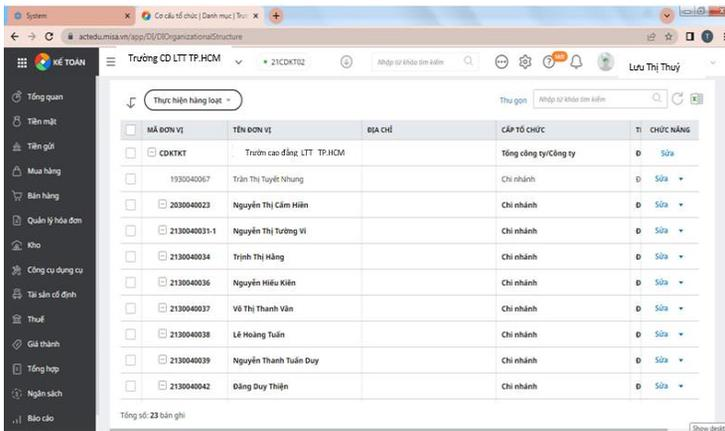 System
Cơ cấu tổ chức | Danh mục | Trư
actedu.misa.vn/app/DI/DIOrganizationalStructure
KẾ TOÁN
Trường CD LTT TP.HCM
21CDKT02
Nhập từ khóa tìm kiếm
Lưu Thị Thuý
Tổng quan
Tiền mặt
Tiền gửi
Mua hàng
Bán hàng
Quản lý hóa đơn
Kho
Công cụ dụng cụ
Tài sản cố định
Thuế
Giá thành
Tổng hợp
Ngân sách
Báo cáo
Thực hiện hàng loạt
Thu gọn
Nhập từ khóa tìm kiếm
MÃ ĐƠN VỊ TÊN ĐƠN VỊ ĐỊA CHỈ CẤP TỔ CHỨC TI CHỨC NĂNG
CDKTKT Trườn cao đẳng LTT TP.HCM Tổng công ty/Công ty Đ Sửa
1930040067 Trần Thị Tuyết Nhung Chi nhánh Đ Sửa
2030040023 Nguyễn Thị Cẩm Hiền Chi nhánh Đ Sửa
2130040031-1 Nguyễn Thị Tường Vi Chi nhánh Đ Sửa
2130040034 Trịnh Thị Hằng Chi nhánh Đ Sửa
2130040036 Nguyễn Hiếu Kiên Chi nhánh Đ Sửa
2130040037 Võ Thị Thanh Vân Chi nhánh Đ Sửa
2130040038 Lê Hoàng Tuấn Chi nhánh Đ Sửa
2130040039 Nguyễn Thanh Tuấn Duy Chi nhánh Đ Sửa
2130040042 Đăng Duy Thiện Chi nhánh Đ Sửa
Tổng số: 23 bản ghi
Show desk